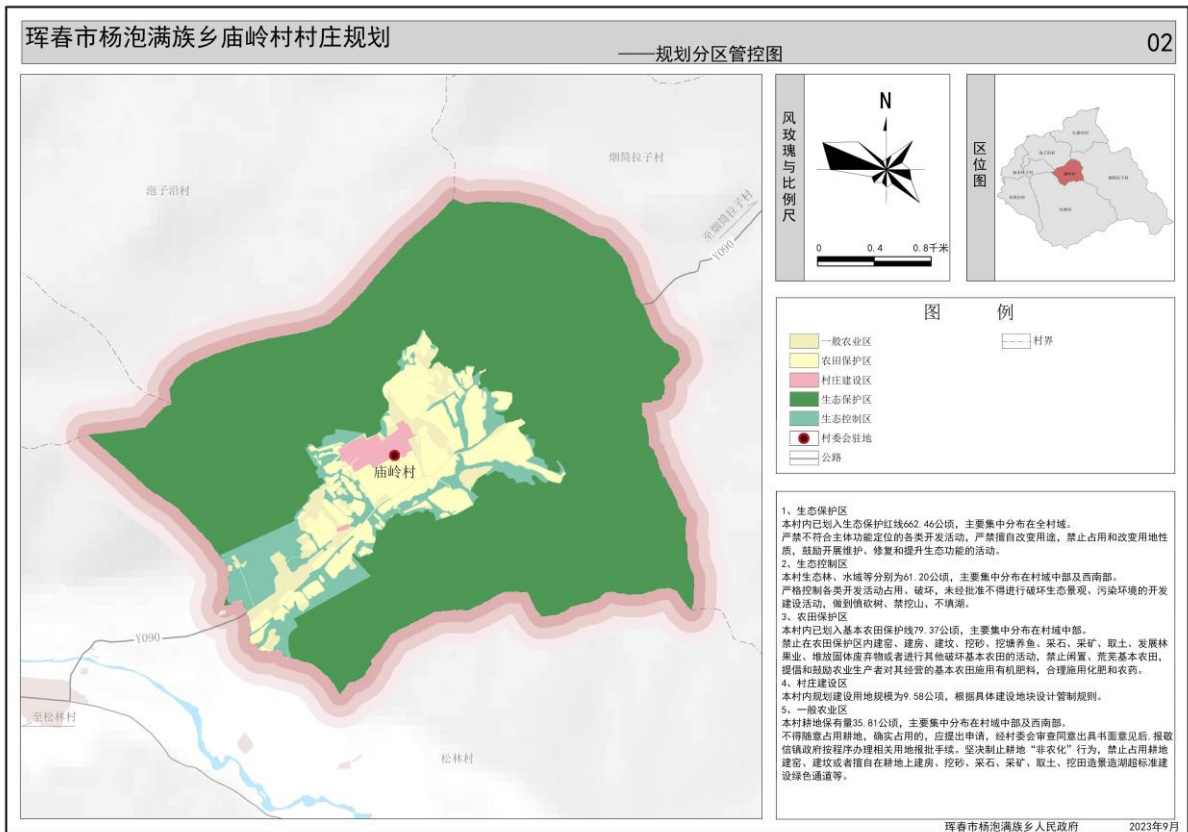 珲春市杨泡满族乡庙岭村村庄规划
——规划分区管控图
02
泡子沿村
烟筒拉子村
至烟筒拉子村
Y090
庙岭村
Y090
至松林村
松林村
风玫瑰与比例尺
N
0 0.4 0.8千米
区位图
图 例
一般农业区
农田保护区
村庄建设区
生态保护区
生态控制区
村委会驻地
公路
村界
1、生态保护区
本村内已划入生态保护红线662.46公顷，主要集中分布在全村域。
严禁不符合主体功能定位的各类开发活动，严禁擅自改变用途，禁止占用和改变用地性
质，鼓励开展维护、修复和提升生态功能的活动。
2、生态控制区
本村生态林、水域等分别为61.20公顷，主要集中分布在村域中部及西南部。
严格控制各类开发活动占用、破坏，未经批准不得进行破坏生态景观、污染环境的开发
建设活动，做到慎砍树、禁挖山、不填湖。
3、农田保护区
本村内已划入基本农田保护线79.37公顷，主要集中分布在村域中部。
禁止在农田保护区内建窑、建房、建坟、挖砂、挖塘养鱼、采石、采矿、取土、发展林
果业、堆放固体废弃物或者进行其他破坏基本农田的活动，禁止闲置、荒芜基本农田，
提倡和鼓励农业生产者对其经营的基本农田施用有机肥料，合理施用化肥和农药。
4、村庄建设区
本村内规划建设用地规模为9.58公顷，根据具体建设地块设计管制规则。
5、一般农业区
本村耕地保有量35.81公顷，主要集中分布在村域中部及西南部。
不得随意占用耕地，确实占用的，应提出申请，经村委会审查同意出具书面意见后，报敬
信镇政府按程序办理相关用地报批手续。坚决制止耕地“非农化”行为，禁止占用耕地
建窑、建坟或者擅自在耕地上建房、挖砂、采石、采矿、取土、挖田造景造湖超标准建
设绿色通道等。
珲春市杨泡满族乡人民政府 2023年9月